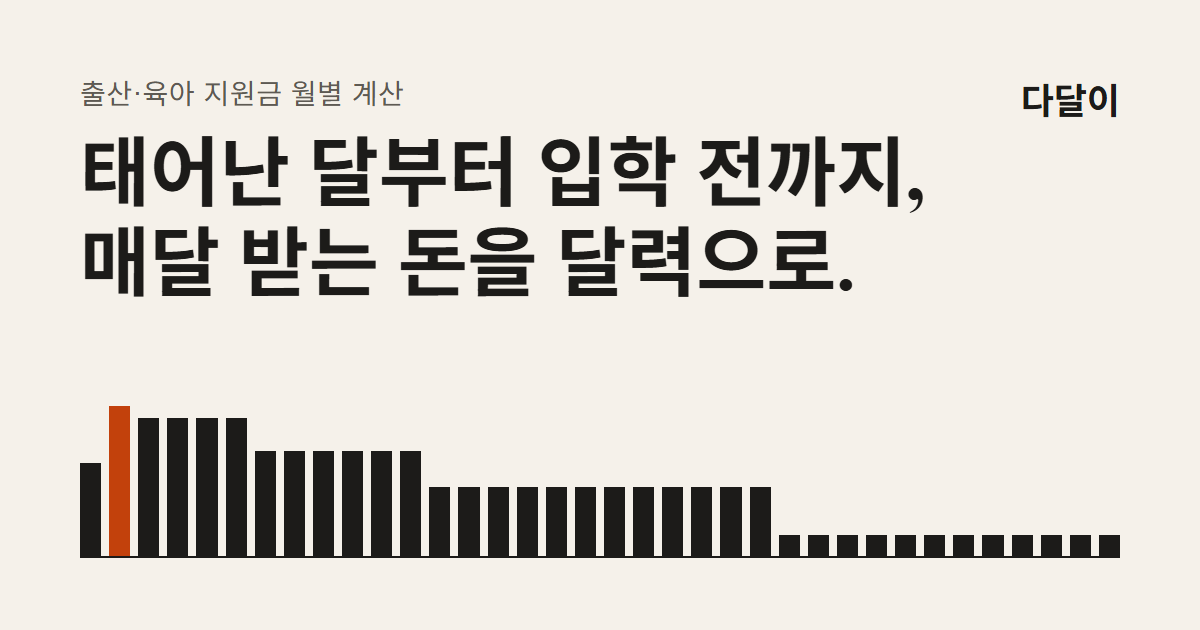 출산·육아 지원금 월별 계산
다달이
태어난 달부터 입학 전까지,
매달 받는 돈을 달력으로.